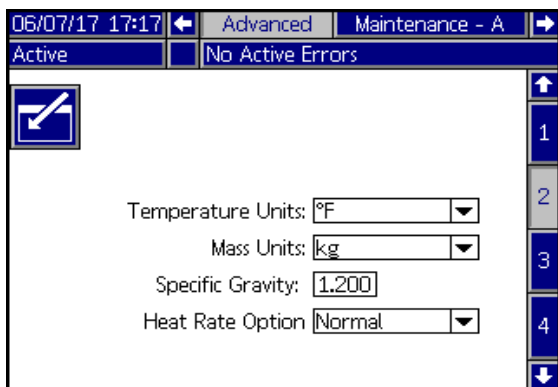 06/07/17 17:17 Advanced Maintenance - A
Active No Active Errors
1
2
Temperature Units: °F
Mass Units: kg
3
Specific Gravity: 1.200
Heat Rate Option Normal
4